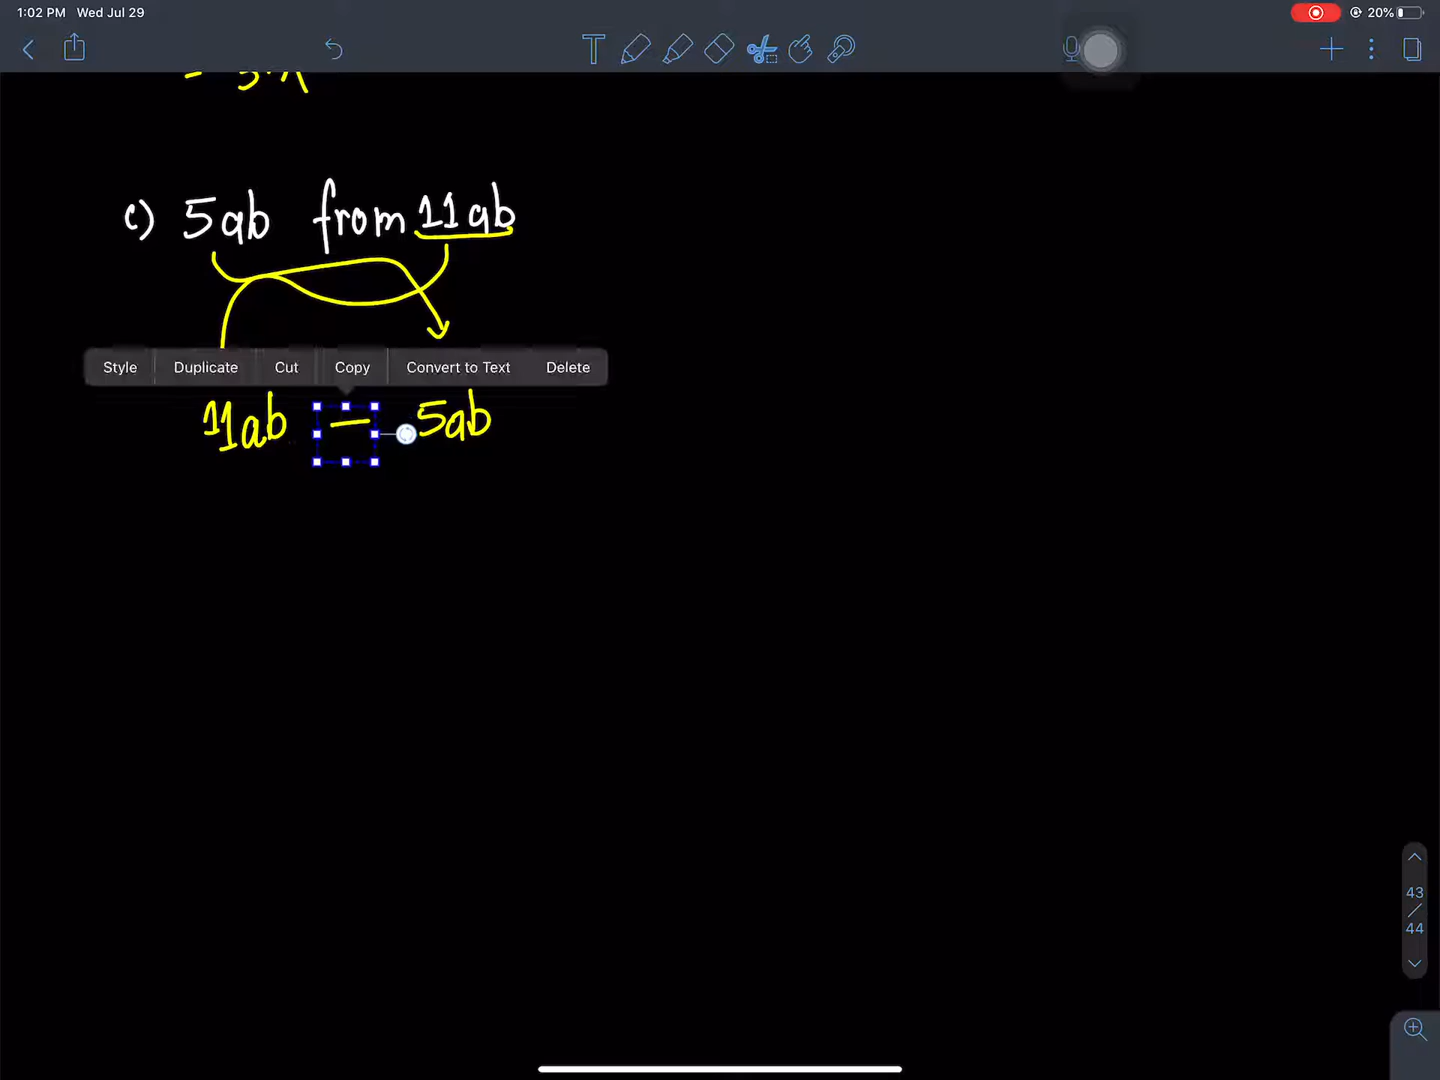 1:02 PM Wed Jul 29
20%
c) 5ab from 11ab
Style Duplicate Cut Copy Convert to Text Delete
11ab — 5ab
43
/
44